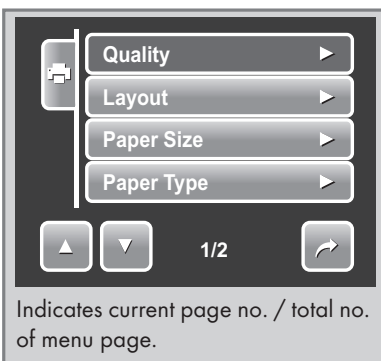 Quality
Layout
Paper Size
Paper Type
1/2
Indicates current page no. / total no.
of menu page.